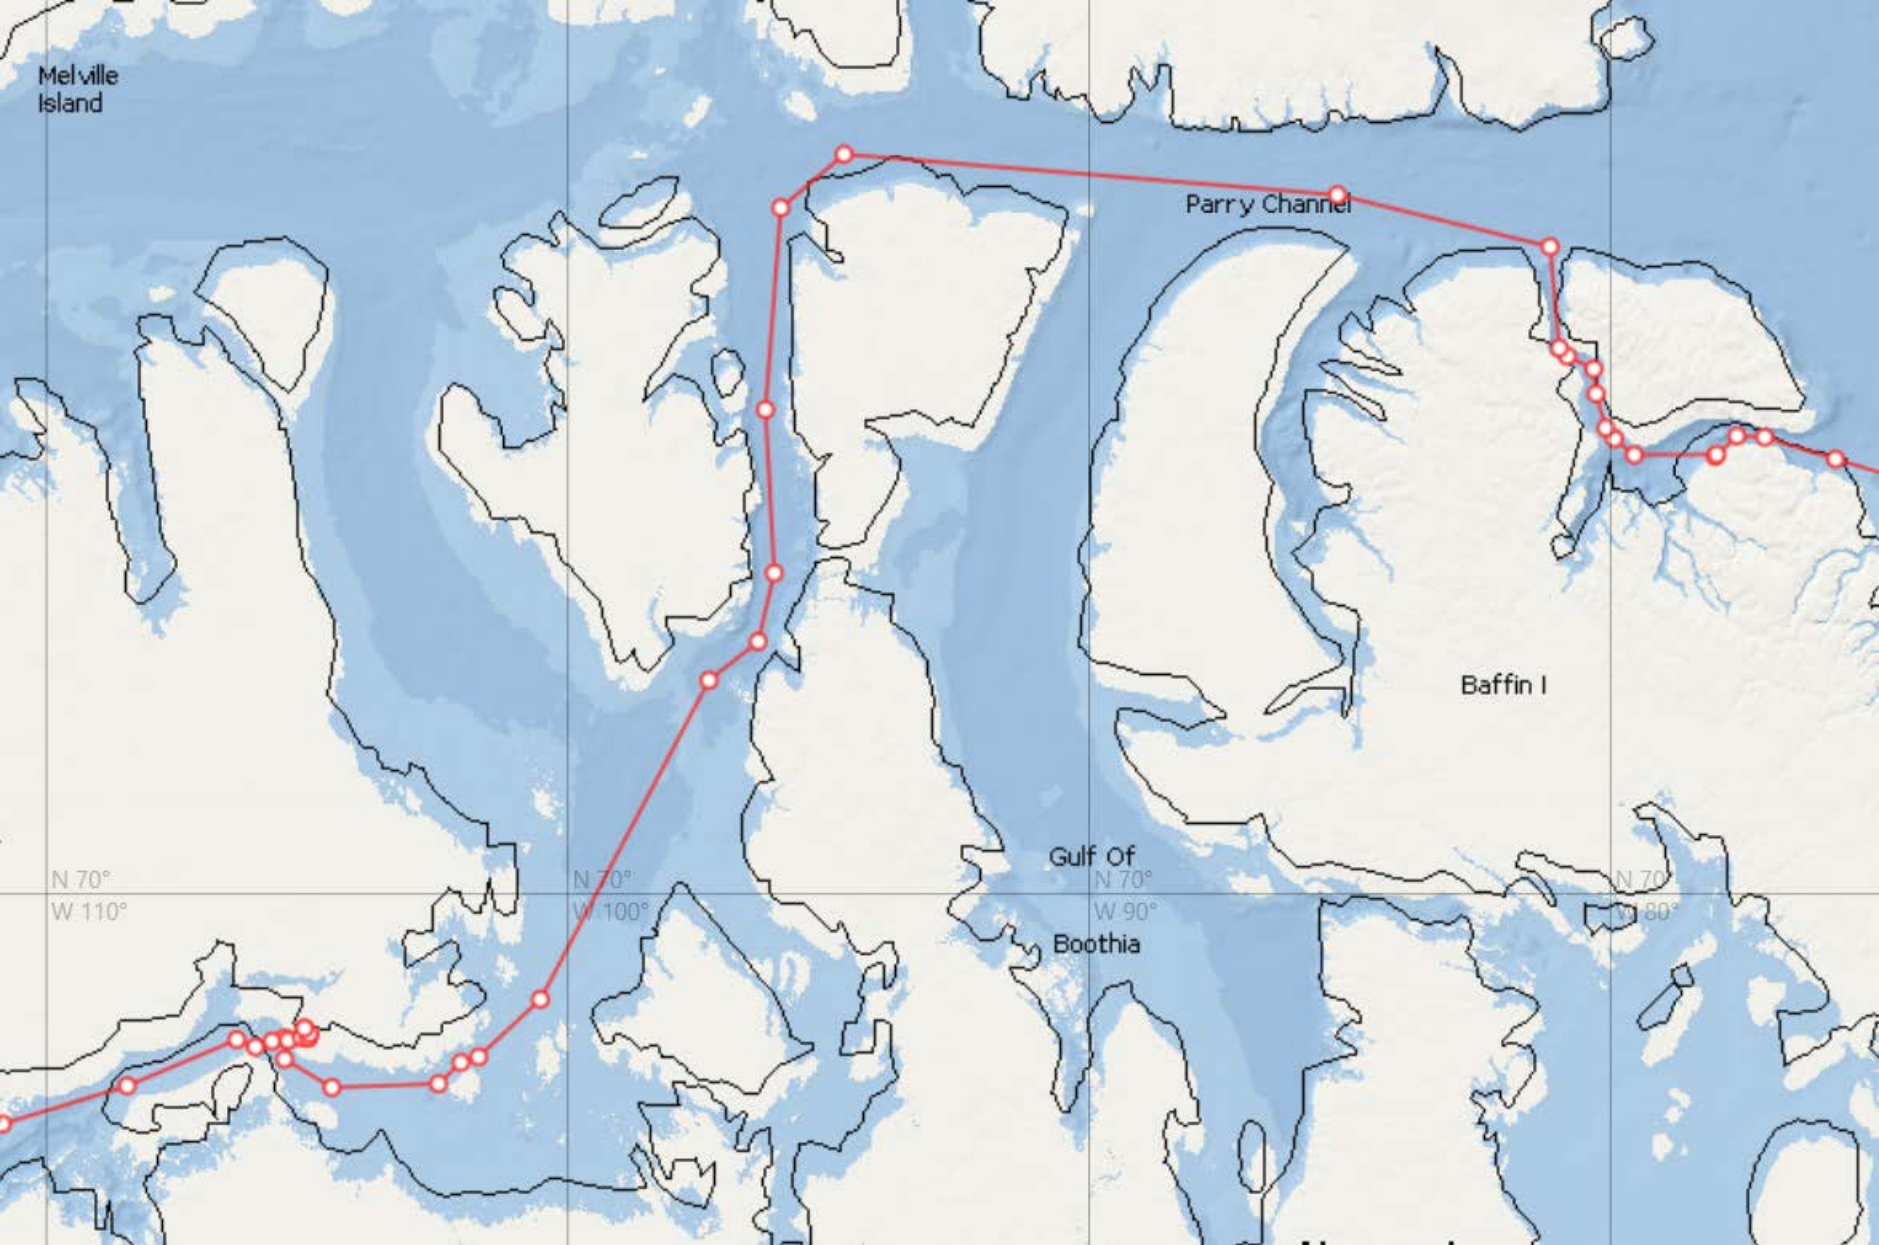 Melville
Island
Parry Channel
Baffin I
Gulf Of
N 70°
W 110°
N 70°
W 100°
N 70°
W 90°
N 70°
W 80°
Boothia